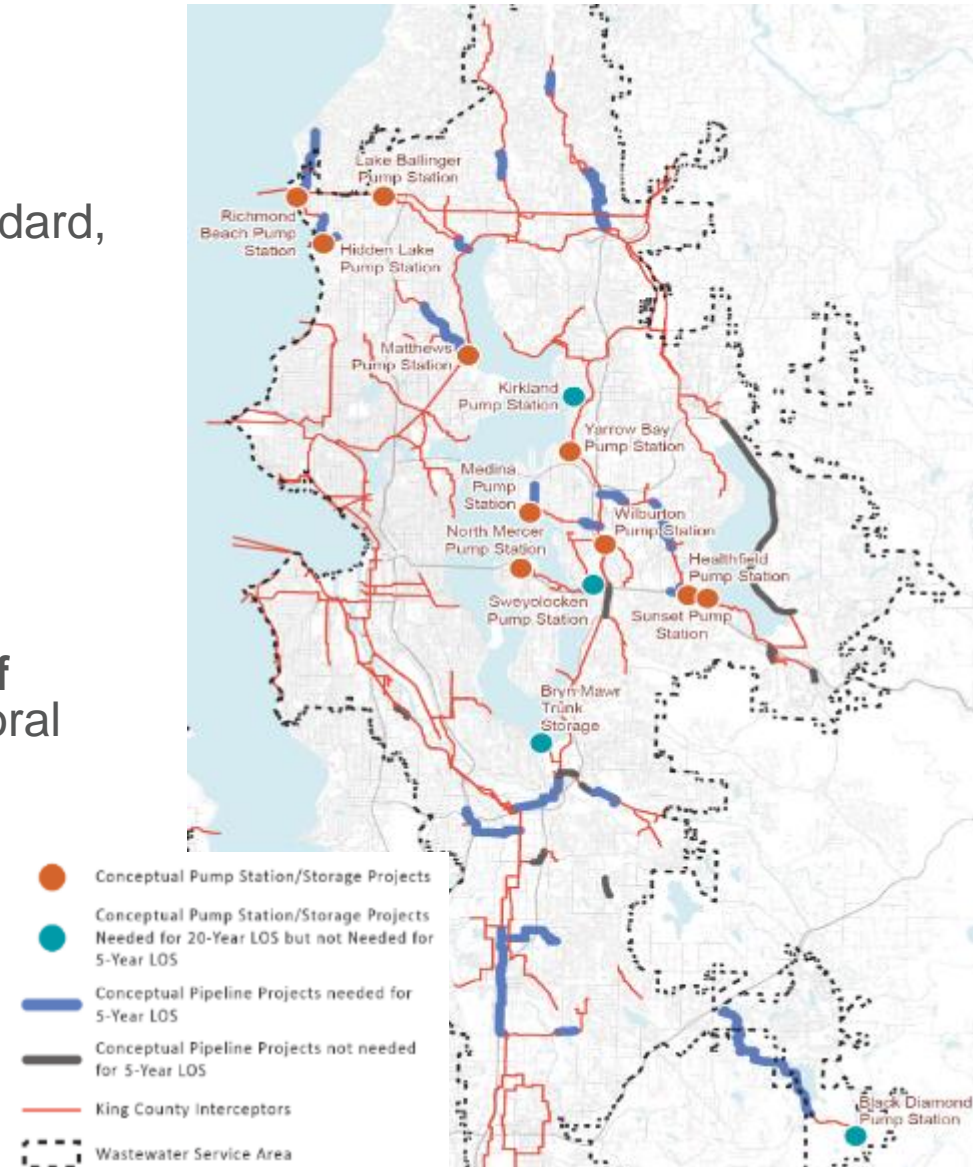 dard,
f
oral
Lake Ballinger
Pump Station
Richmond
Beach Pump
Station
Hidden Lake
Pump Station
Matthews
Pump Station
Kirkland
Pump Station
Yarrow Bay
Pump Station
Medina
Pump
Station
Wilburton
Pump Station
North Mercer
Pump Station
Heathfield
Pump Station
Sweyolocken
Pump Station
Sunset Pump
Station
Bryn-Mawr
Trunk
Storage
Black Diamond
Pump Station
Conceptual Pump Station/Storage Projects
Conceptual Pump Station/Storage Projects
Needed for 20-Year LOS but not Needed for
5-Year LOS
Conceptual Pipeline Projects needed for
5-Year LOS
Conceptual Pipeline Projects not needed
for 5-Year LOS
King County Interceptors
Wastewater Service Area